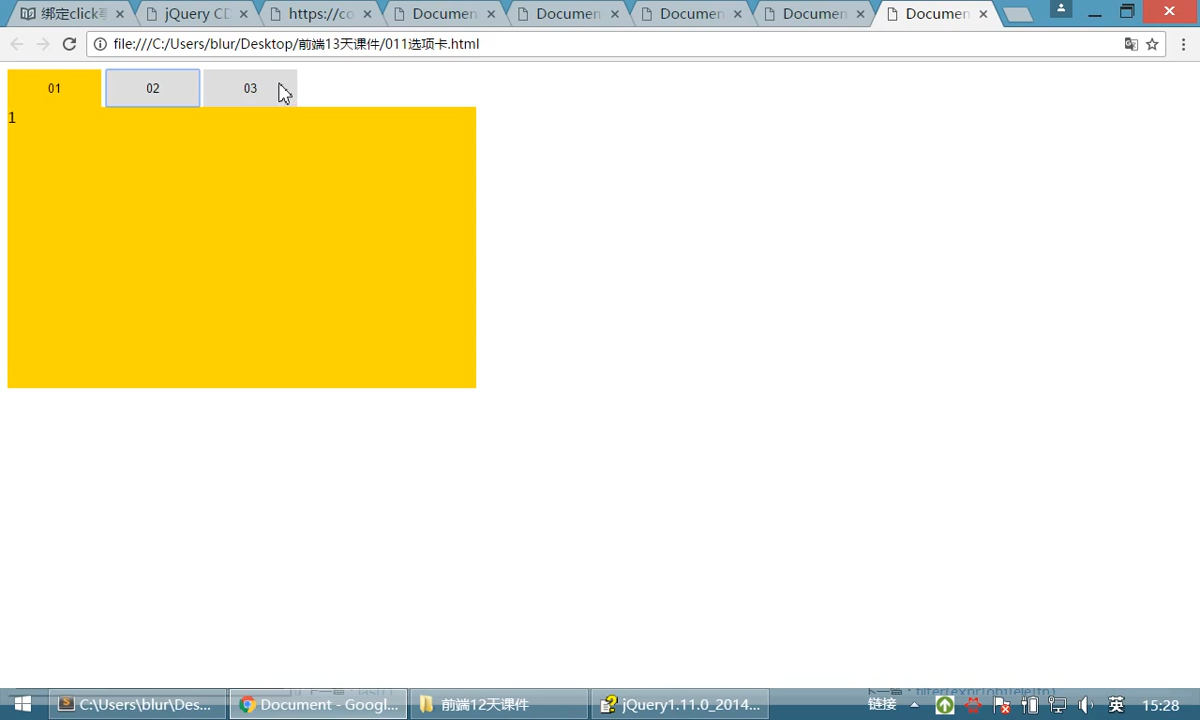 绑定click事 jQuery CD https://co Documen Documen Documen Documen Documen
file:///C:/Users/blur/Desktop/前端13天课件/011选项卡.html
01 02 03
1
C:\Users\blur\Des... Document - Googl... 前端12天课件 jQuery1.11.0_2014... 链接 英 15:28